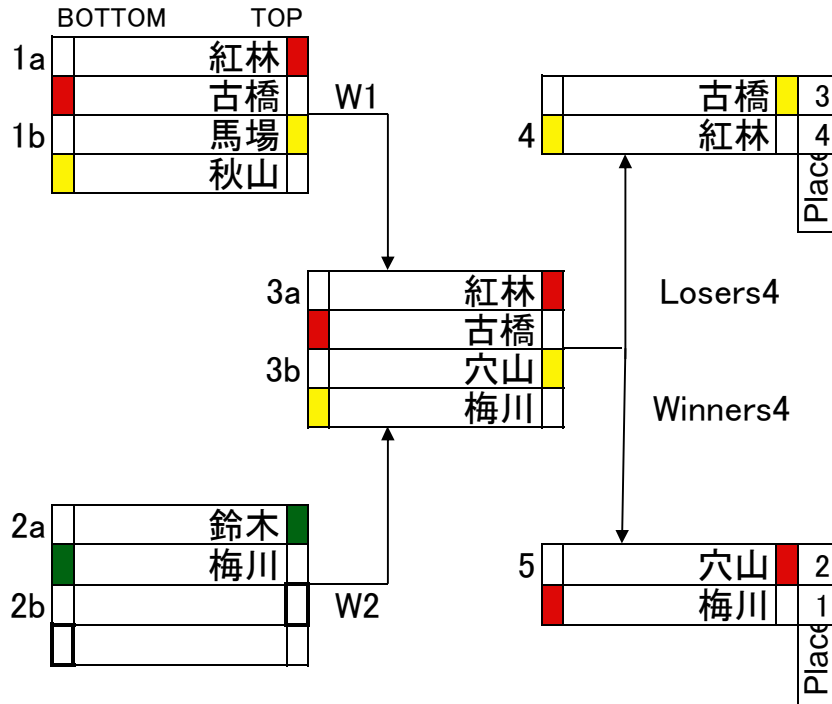 BOTTOM TOP
1a 紅林
古橋
1b 馬場
秋山
W1
古橋 3
4 紅林 4
Place
3a 紅林
古橋
3b 穴山
梅川
Losers4
Winners4
2a 鈴木
梅川
2b
W2
5 穴山 2
梅川 1
Place